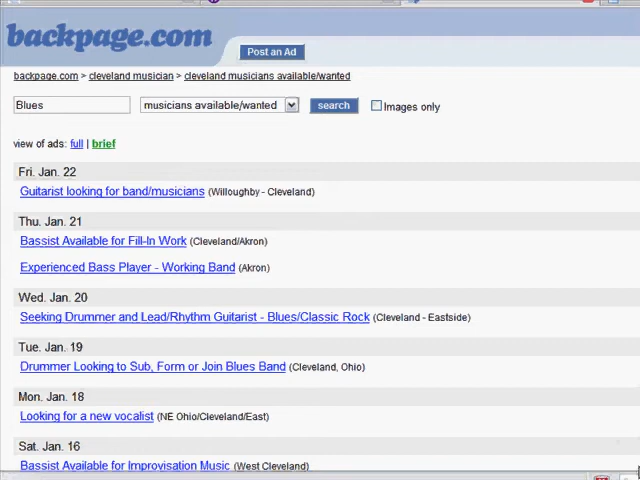 backpage.com
Post an Ad
backpage.com > cleveland musician > cleveland musicians available/wanted
Blues musicians available/wanted search Images only
view of ads: full | brief
Fri. Jan. 22
Guitarist looking for band/musicians (Willoughby - Cleveland)
Thu. Jan. 21
Bassist Available for Fill-In Work (Cleveland/Akron)
Experienced Bass Player - Working Band (Akron)
Wed. Jan. 20
Seeking Drummer and Lead/Rhythm Guitarist - Blues/Classic Rock (Cleveland - Eastside)
Tue. Jan. 19
Drummer Looking to Sub, Form or Join Blues Band (Cleveland, Ohio)
Mon. Jan. 18
Looking for a new vocalist (NE Ohio/Cleveland/East)
Sat. Jan. 16
Bassist Available for Improvisation Music (West Cleveland)